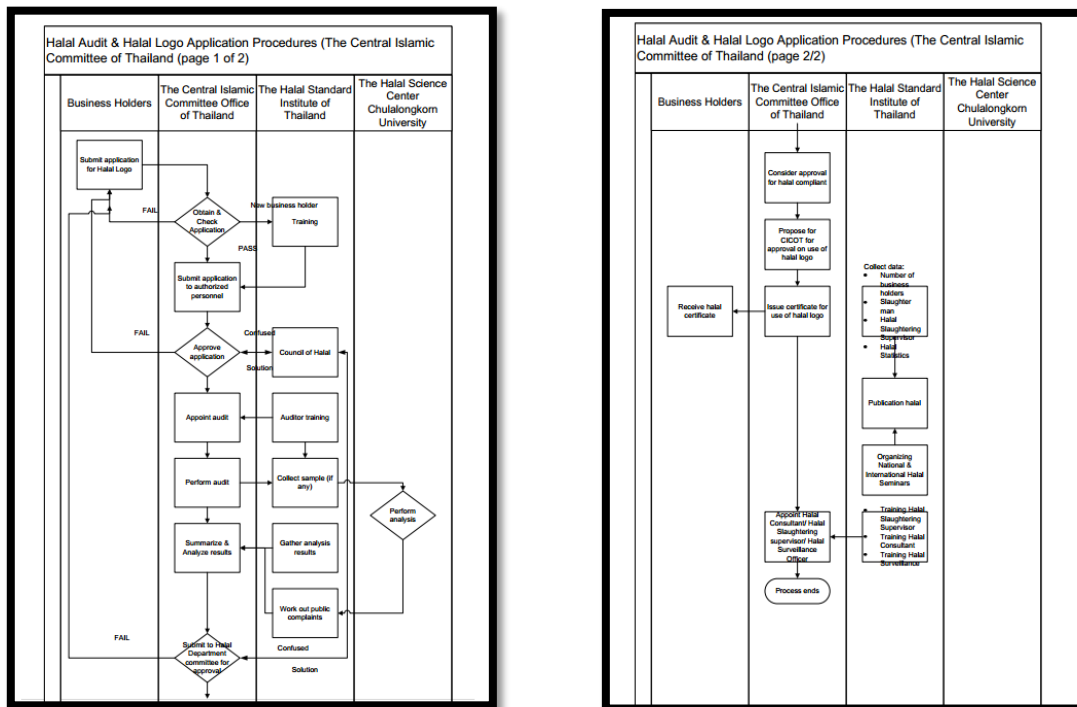 Halal Audit & Halal Logo Application Procedures (The Central Islamic
Committee of Thailand (page 1 of 2)
Business Holders
The Central Islamic
Committee Office
of Thailand
The Halal Standard
Institute of
Thailand
The Halal Science
Center
Chulalongkorn
University
Submit application
for Halal Logo
FAIL
Obtain &
Check
Application
New business holder
Training
PASS
Submit application
to authorized
personnel
FAIL
Approve
application
Confused
Solution
Council of Halal
Appoint audit
Auditor training
Perform audit
Collect sample (if
any)
Perform
analysis
Summarize &
Analyze results
Gather analysis
results
Work out public
complaints
FAIL
Submit to Halal
Department
committee for
approval
Confused
Solution
Halal Audit & Halal Logo Application Procedures (The Central Islamic
Committee of Thailand (page 2/2)
Business Holders
The Central Islamic
Committee Office
of Thailand
The Halal Standard
Institute of
Thailand
The Halal Science
Center
Chulalongkorn
University
Consider approval
for halal compliant
Propose for
CICOT for
approval on use of
halal logo
Collect data:
• Number of
business
holders
• Slaughter
man
• Halal
Slaughtering
Supervisor
• Halal
Statistics
Receive halal
certificate
Issue certificate for
use of halal logo
Publication halal
Organizing
National &
International Halal
Seminars
Appoint Halal
Consultant/ Halal
Slaughtering
supervisor/ Halal
Surveillance
Officer
• Training Halal
Slaughtering
Supervisor
• Training Halal
Consultant
• Training Halal
Surveillance
Process ends